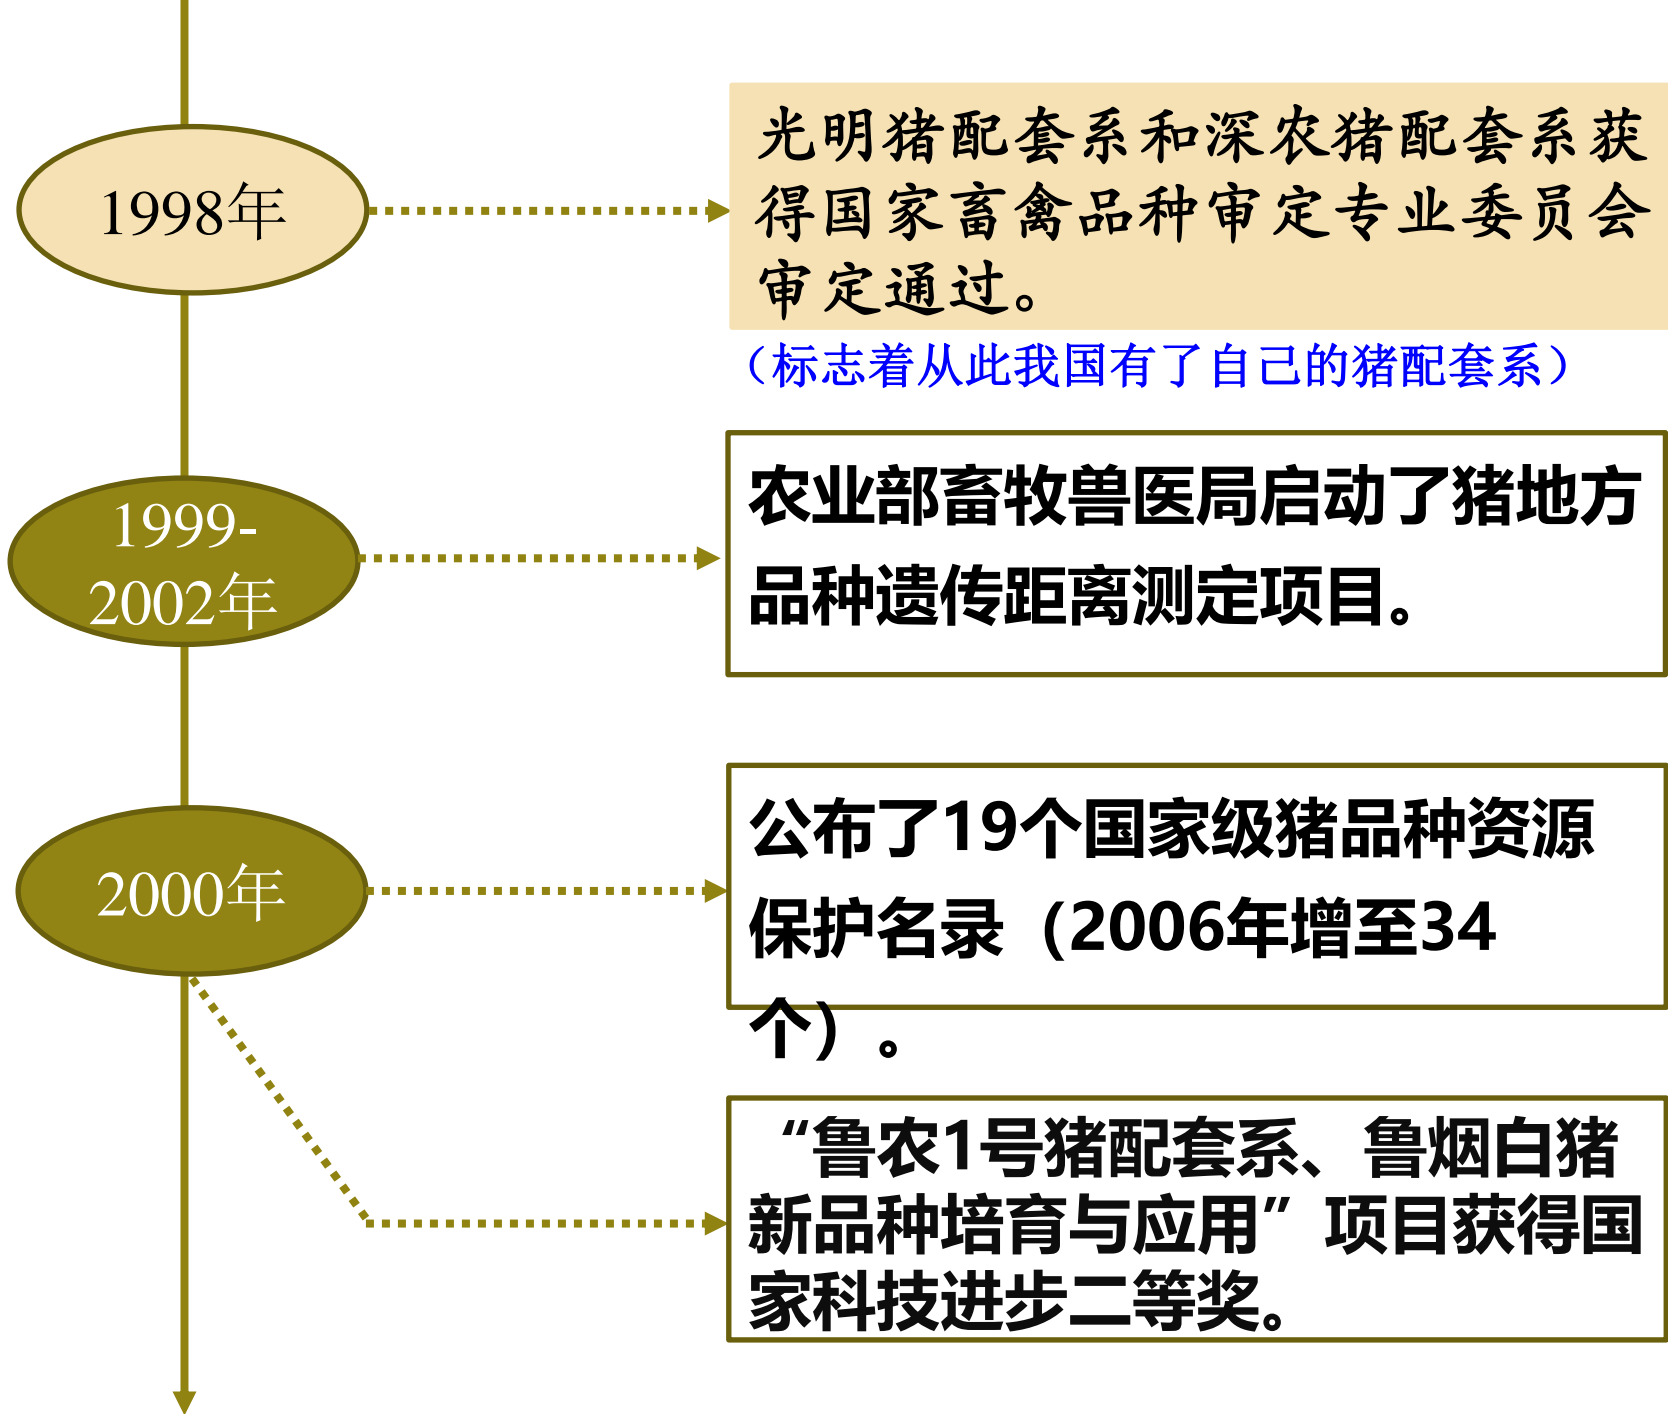 1998年
光明猪配套系和深农猪配套系获
得国家畜禽品种审定专业委员会
审定通过。
（标志着从此我国有了自己的猪配套系）
1999-
2002年
农业部畜牧兽医局启动了猪地方
品种遗传距离测定项目。
2000年
公布了19个国家级猪品种资源
保护名录（2006年增至34
个）。
“鲁农1号猪配套系、鲁烟白猪
新品种培育与应用”项目获得国
家科技进步二等奖。